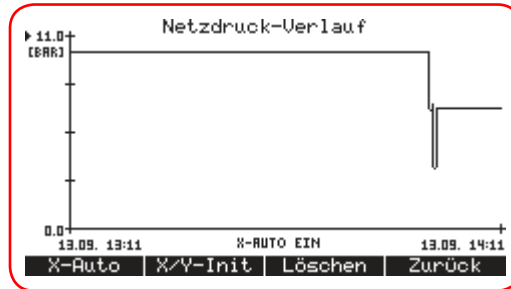 Netzdruck-Verlauf
11.0
[BAR]
0.0
13.09. 13:11 X-AUTO EIN 13.09. 14:11
X-Auto X/Y-Init Löschen Zurück